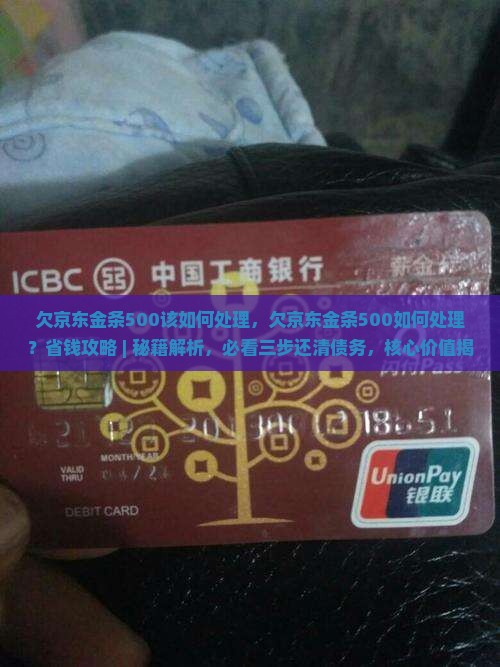 ICBC 中国工商银行
欠京东金条500该如何处理，欠京东金条500如何处理
？省钱攻略 | 秘籍解析，必看三步还清债务，核心价值揭
Pass
MONTH/YEAR
VALID
THRU
DEBIT CARD
UnionPay
银联